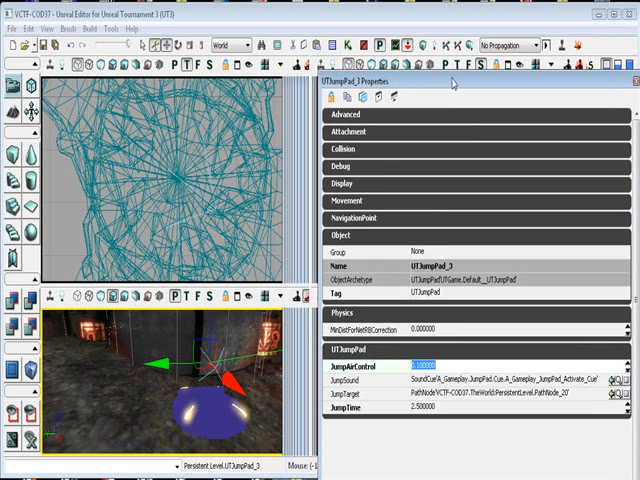 VCTF-COD37 - Unreal Editor for Unreal Tournament 3 (UT3)
File Edit View Brush Build Tools Help
World
No Propagation
P T F S
P T F S
UTJumpPad_3 Properties
Advanced
Attachment
Collision
Debug
Display
Movement
NavigationPoint
Object
Group None
Name UTJumpPad_3
ObjectArchetype UTJumpPad'UTGame.Default__UTJumpPad'
Tag UTJumpPad
Physics
MinDistForNetRBCorrection 0.000000
P T F S
UTJumpPad
JumpAirControl 0.100000
JumpSound SoundCue'A_Gameplay.JumpPad.Cue.A_Gameplay_JumpPad_Activate_Cue'
JumpTarget PathNode'VCTF-COD37.TheWorld:PersistentLevel.PathNode_20'
JumpTime 2.500000
Persistent Level.UTJumpPad_3
Mouse: (-1